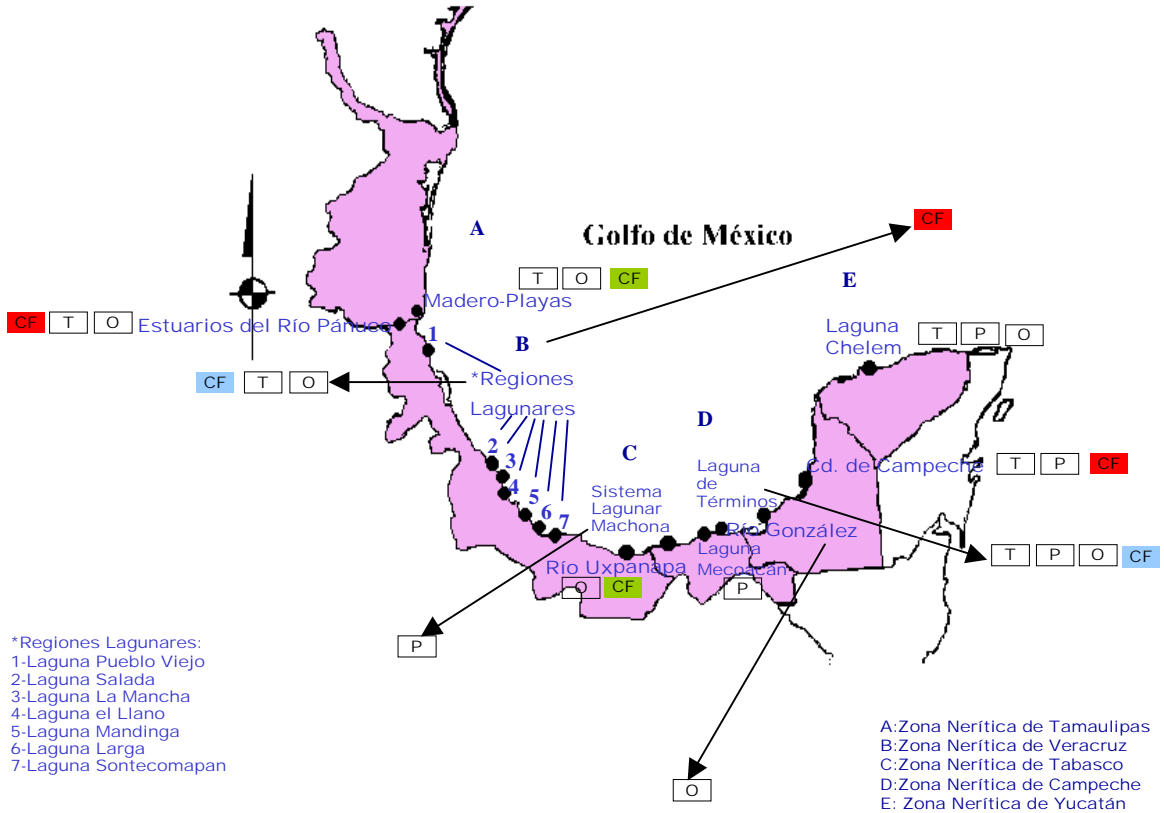 A
Golfo de México
CF
E
T O CF
Madero-Playas
CF T O Estuarios del Río Pánuco
1
B
Laguna
Chelem
T P O
CF T O
*Regiones
Lagunares
D
C
2
3
4
5
6
7
Laguna
de
Términos
Cd. de Campeche
T P CF
Sistema
Lagunar
Machona
Río González
Laguna
Mecoacán
P
T P O CF
Río Uxpanapa
O CF
P
O
*Regiones Lagunares:
1-Laguna Pueblo Viejo
2-Laguna Salada
3-Laguna La Mancha
4-Laguna el Llano
5-Laguna Mandinga
6-Laguna Larga
7-Laguna Sontecomapan
A:Zona Nerítica de Tamaulipas
B:Zona Nerítica de Veracruz
C:Zona Nerítica de Tabasco
D:Zona Nerítica de Campeche
E: Zona Nerítica de Yucatán